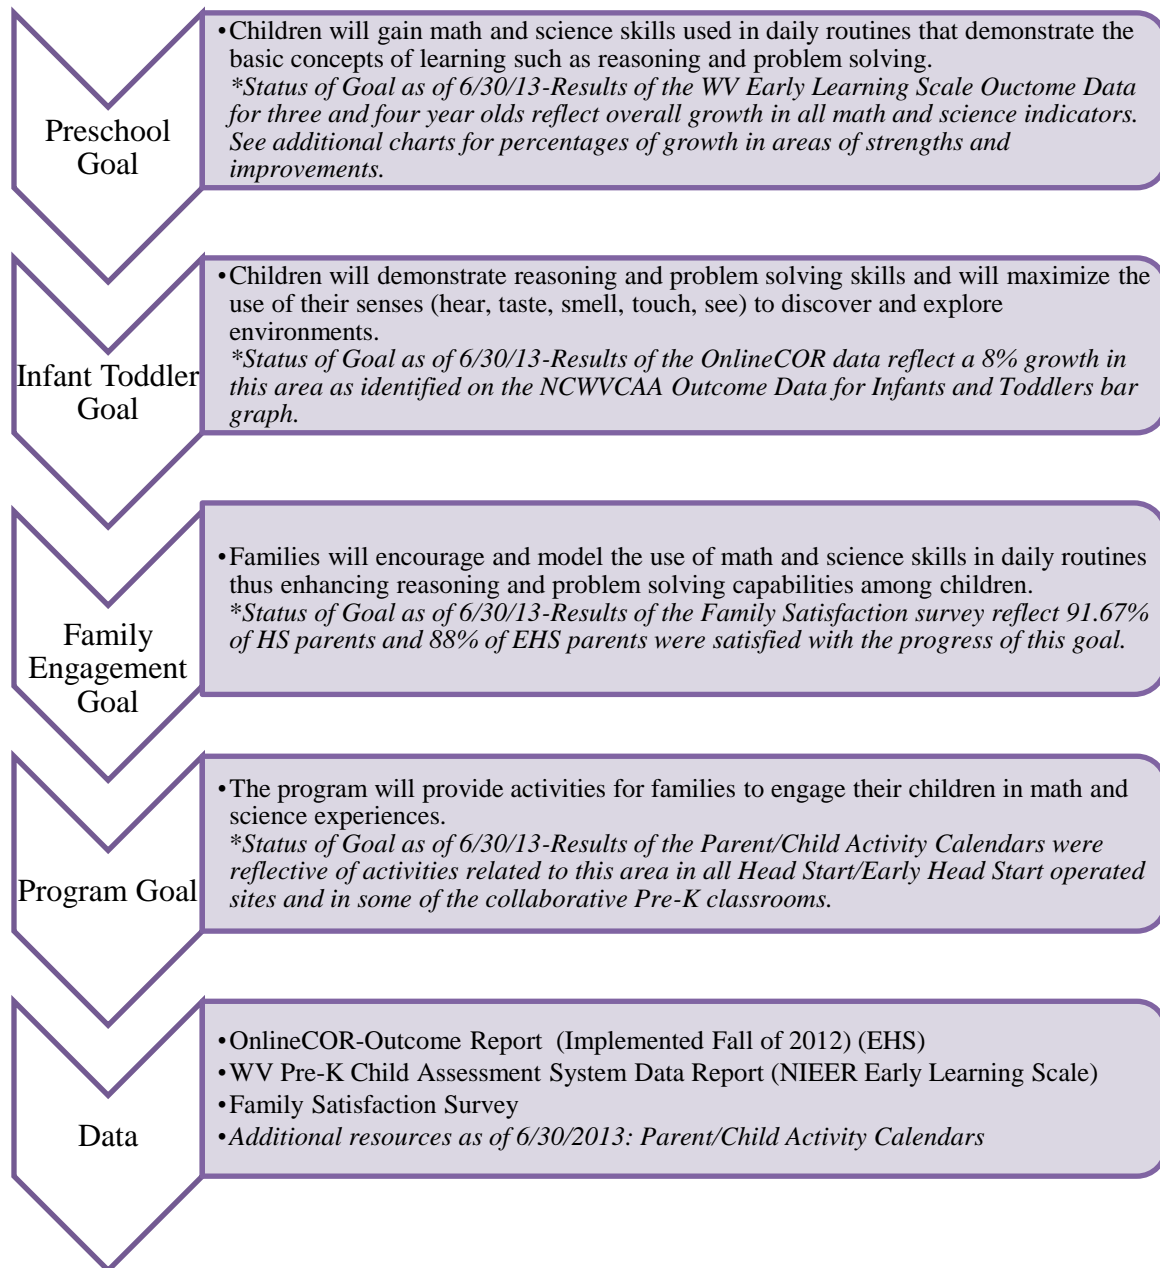 Preschool
Goal
•Children will gain math and science skills used in daily routines that demonstrate the
basic concepts of learning such as reasoning and problem solving.
*Status of Goal as of 6/30/13-Results of the WV Early Learning Scale Ouctome Data
for three and four year olds reflect overall growth in all math and science indicators.
See additional charts for percentages of growth in areas of strengths and
improvements.
Infant Toddler
Goal
•Children will demonstrate reasoning and problem solving skills and will maximize the
use of their senses (hear, taste, smell, touch, see) to discover and explore
environments.
*Status of Goal as of 6/30/13-Results of the OnlineCOR data reflect a 8% growth in
this area as identified on the NCWVCAA Outcome Data for Infants and Toddlers bar
graph.
Family
Engagement
Goal
•Families will encourage and model the use of math and science skills in daily routines
thus enhancing reasoning and problem solving capabilities among children.
*Status of Goal as of 6/30/13-Results of the Family Satisfaction survey reflect 91.67%
of HS parents and 88% of EHS parents were satisfied with the progress of this goal.
Program Goal
•The program will provide activities for families to engage their children in math and
science experiences.
*Status of Goal as of 6/30/13-Results of the Parent/Child Activity Calendars were
reflective of activities related to this area in all Head Start/Early Head Start operated
sites and in some of the collaborative Pre-K classrooms.
Data
•OnlineCOR-Outcome Report (Implemented Fall of 2012) (EHS)
•WV Pre-K Child Assessment System Data Report (NIEER Early Learning Scale)
•Family Satisfaction Survey
•Additional resources as of 6/30/2013: Parent/Child Activity Calendars